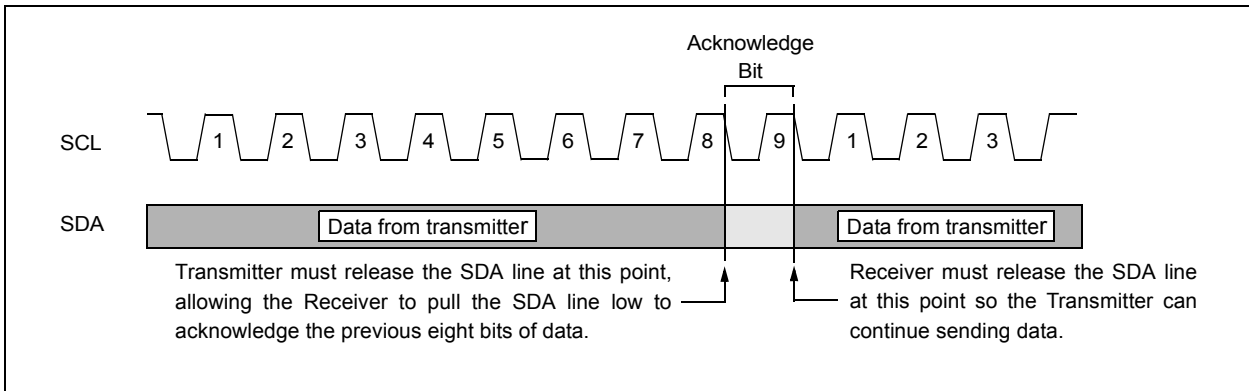 Acknowledge
Bit
SCL
1 2 3 4 5 6 7 8 9 1 2 3
SDA
Data from transmitter
Data from transmitter
Transmitter must release the SDA line at this point,
allowing the Receiver to pull the SDA line low to
acknowledge the previous eight bits of data.
Receiver must release the SDA line
at this point so the Transmitter can
continue sending data.